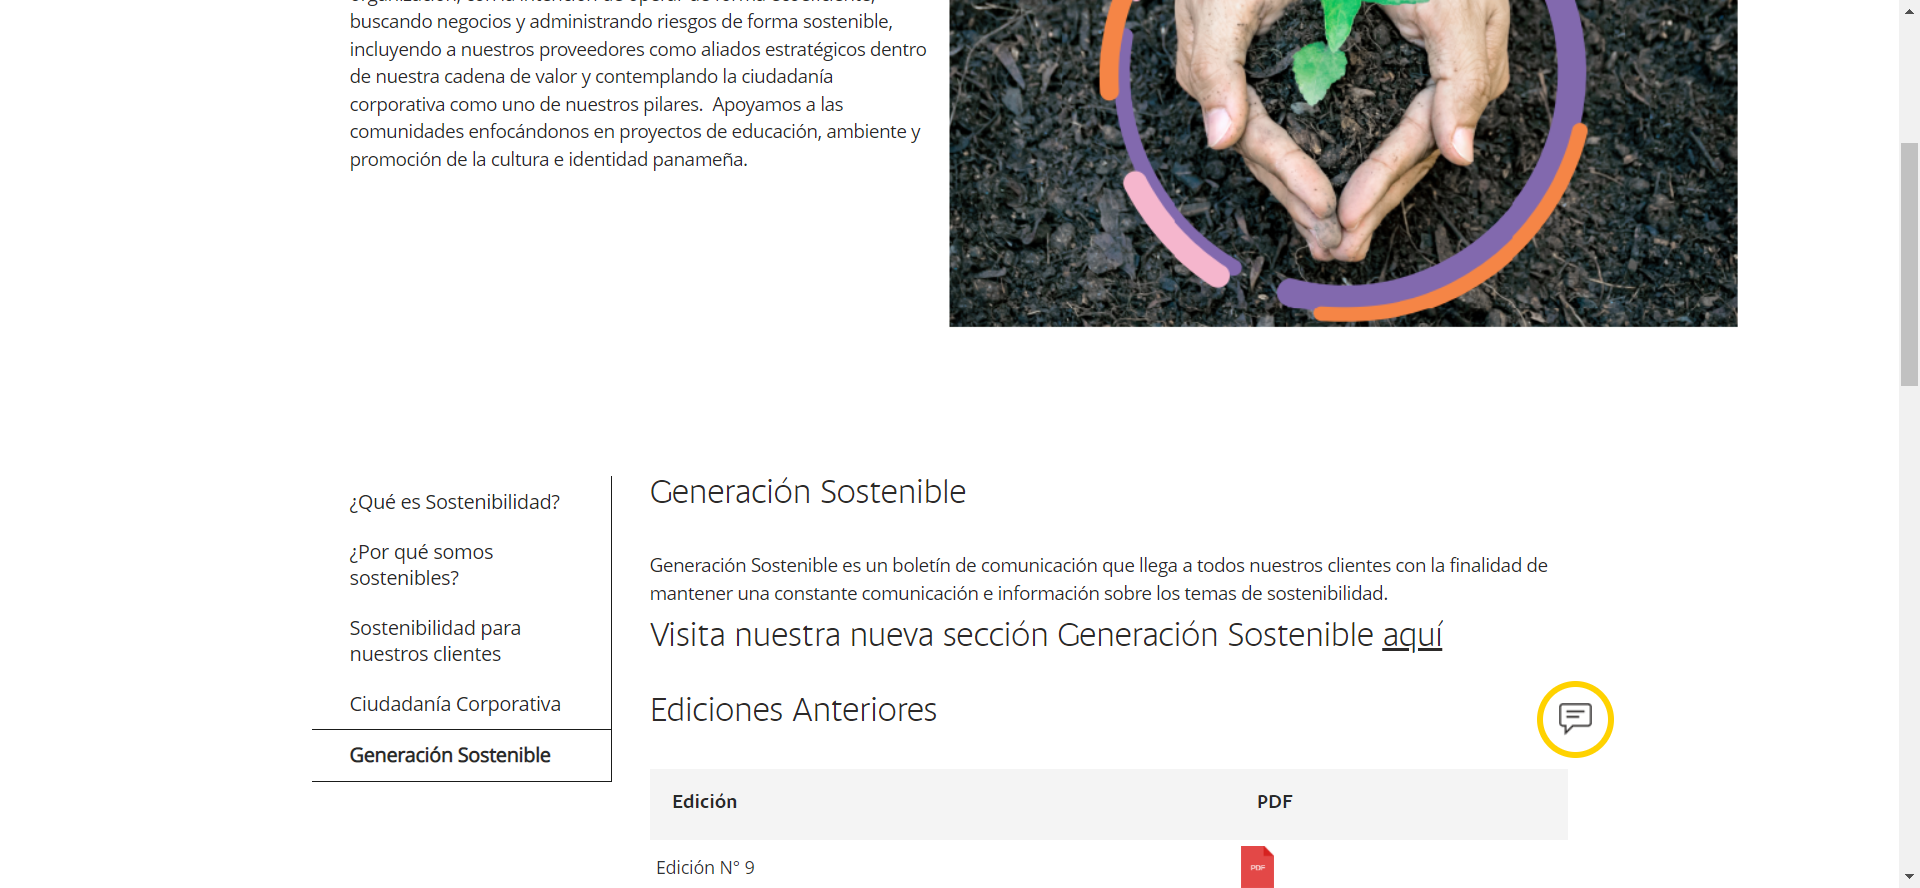 buscando negocios y administrando riesgos de forma sostenible,
incluyendo a nuestros proveedores como aliados estratégicos dentro
de nuestra cadena de valor y contemplando la ciudadanía
corporativa como uno de nuestros pilares.  Apoyamos a las
comunidades enfocándonos en proyectos de educación, ambiente y
promoción de la cultura e identidad panameña.
¿Qué es Sostenibilidad?
¿Por qué somos
sostenibles?
Sostenibilidad para
nuestros clientes
Ciudadanía Corporativa
Generación Sostenible
Generación Sostenible
Generación Sostenible es un boletín de comunicación que llega a todos nuestros clientes con la finalidad de
mantener una constante comunicación e información sobre los temas de sostenibilidad.
Visita nuestra nueva sección Generación Sostenible aquí
Ediciones Anteriores
Edición PDF
Edición N° 9 PDF